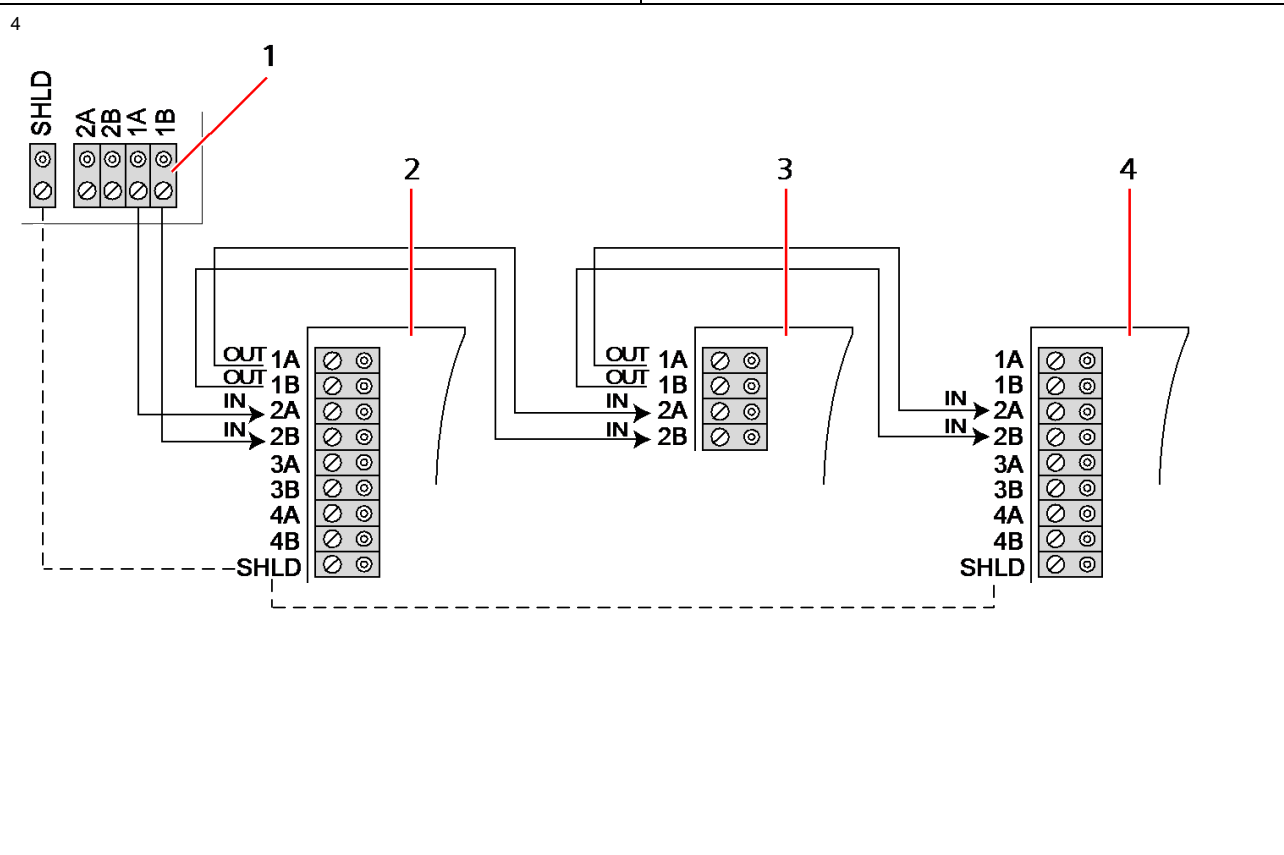 4
1
SHLD
2A
2B
1A
1B
2
3
4
OUT 1A
OUT 1B
IN 2A
IN 2B
3A
3B
4A
4B
SHLD
OUT 1A
OUT 1B
IN 2A
IN 2B
1A
1B
IN 2A
IN 2B
3A
3B
4A
4B
SHLD